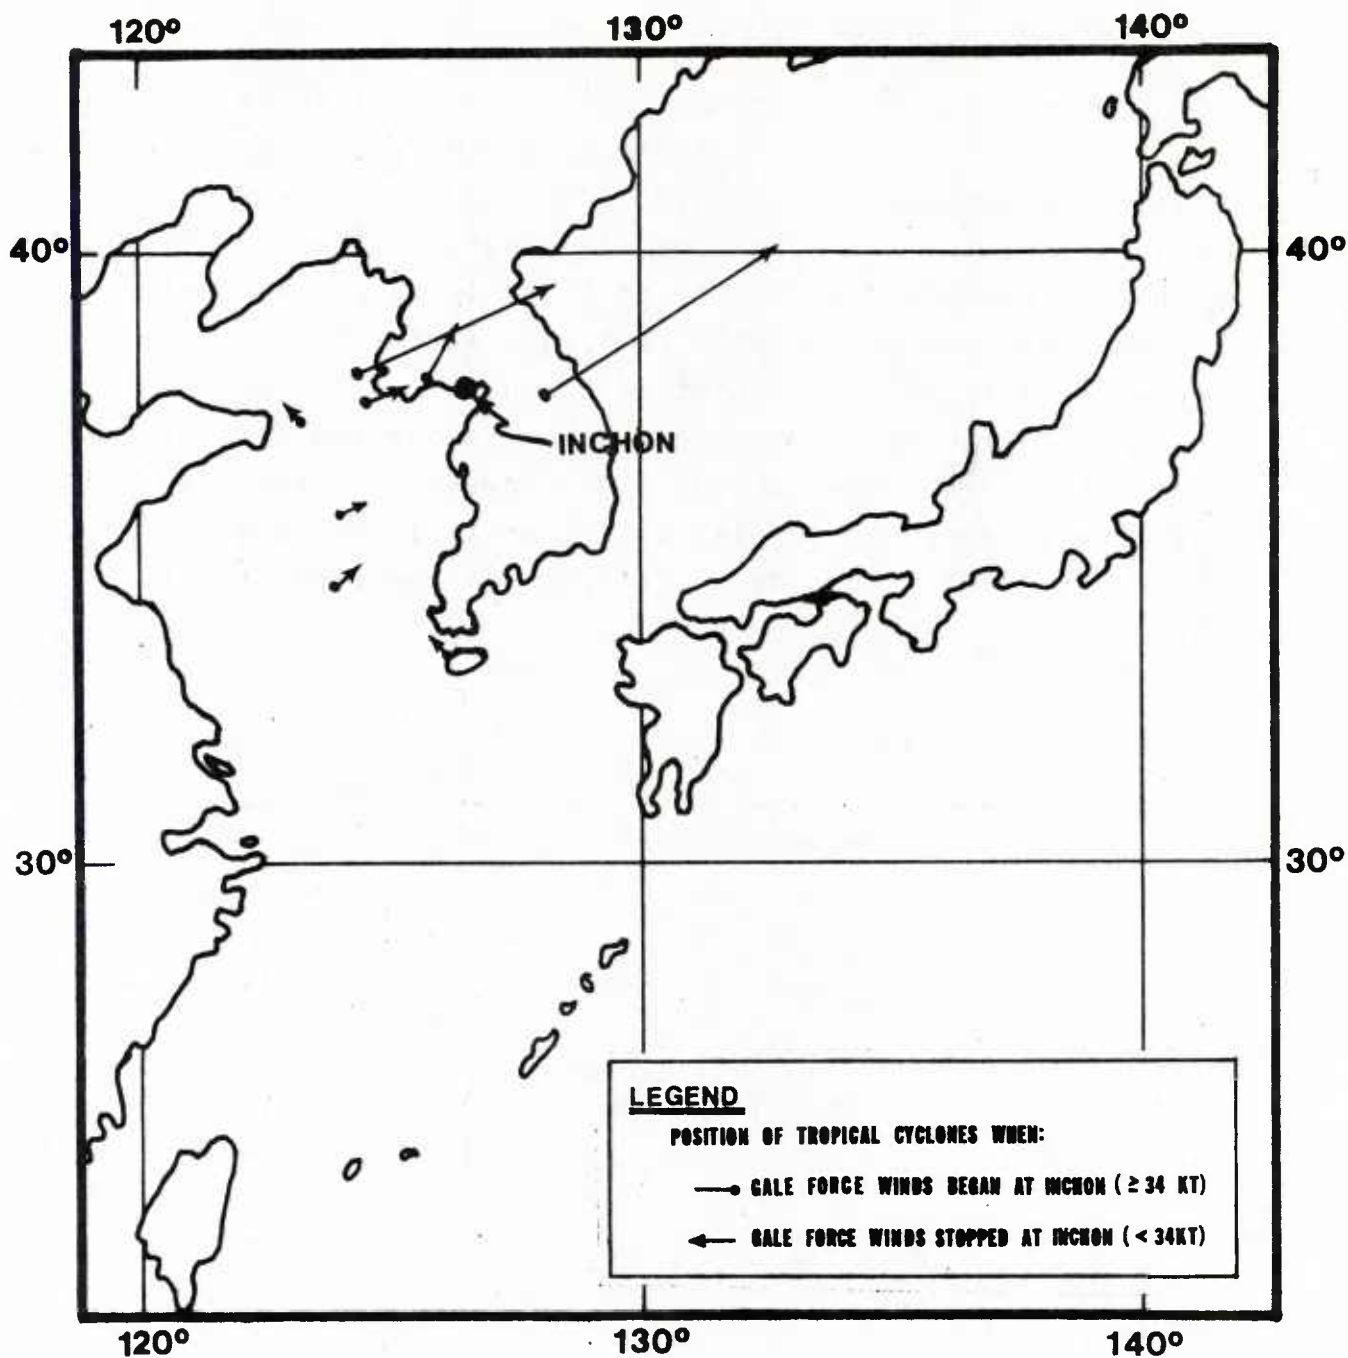 120° 130° 140°
40° 40°
INCHON
30° 30°
LEGEND
POSITION OF TROPICAL CYCLONES WHEN:
GALE FORCE WINDS BEGAN AT INCHON (≥ 34 KT)
GALE FORCE WINDS STOPPED AT INCHON (< 34KT)
120° 130° 140°